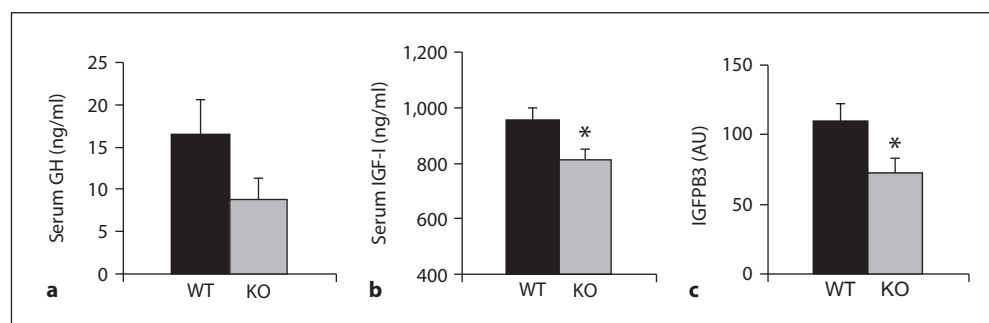 Serum GH (ng/ml)
25
20
15
10
5
0
WT KO
a
Serum IGF-I (ng/ml)
1,200
1,000
800
600
400
*
WT KO
b
IGFPB3 (AU)
150
100
50
0
*
WT KO
c